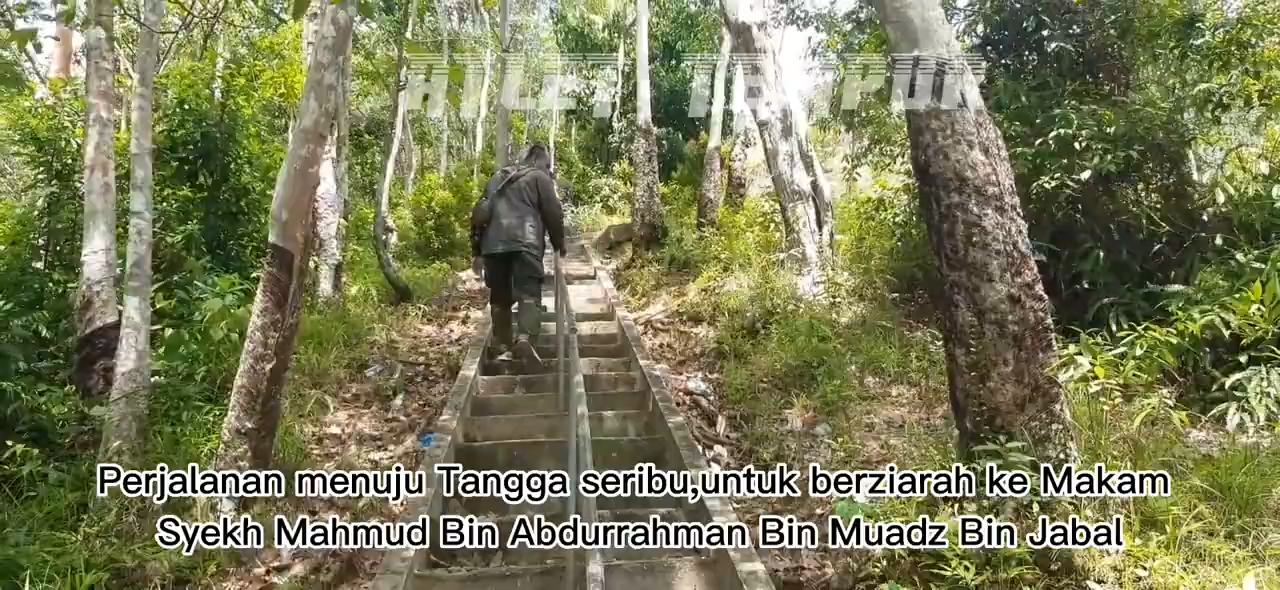 Perjalanan menuju Tangga seribu,untuk berziarah ke Makam
Syekh Mahmud Bin Abdurrahman Bin Muadz Bin Jabal